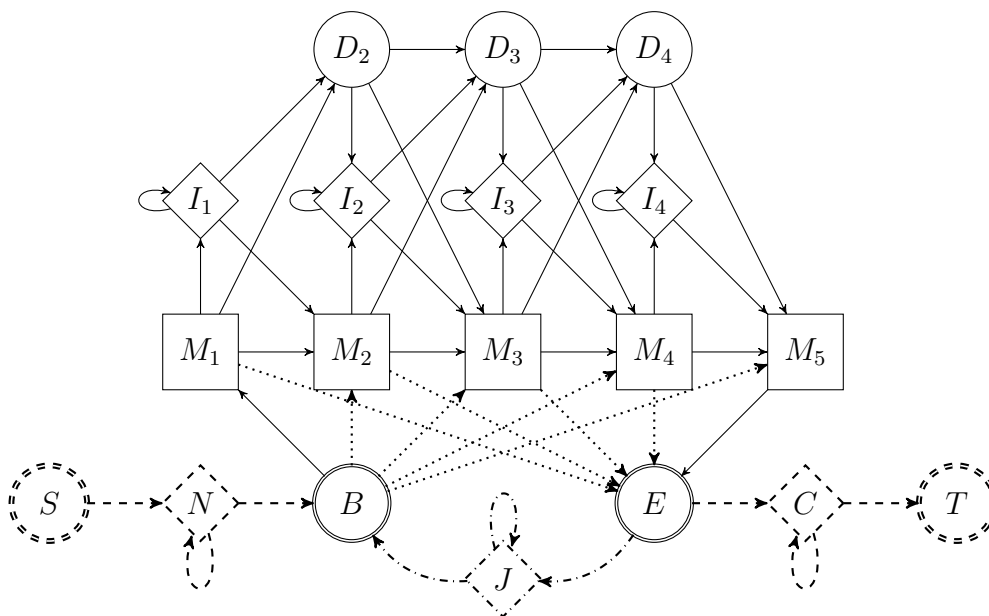 D₂ D₃ D₄
I₁ I₂ I₃ I₄
M₁ M₂ M₃ M₄ M₅
S N B E C T
J